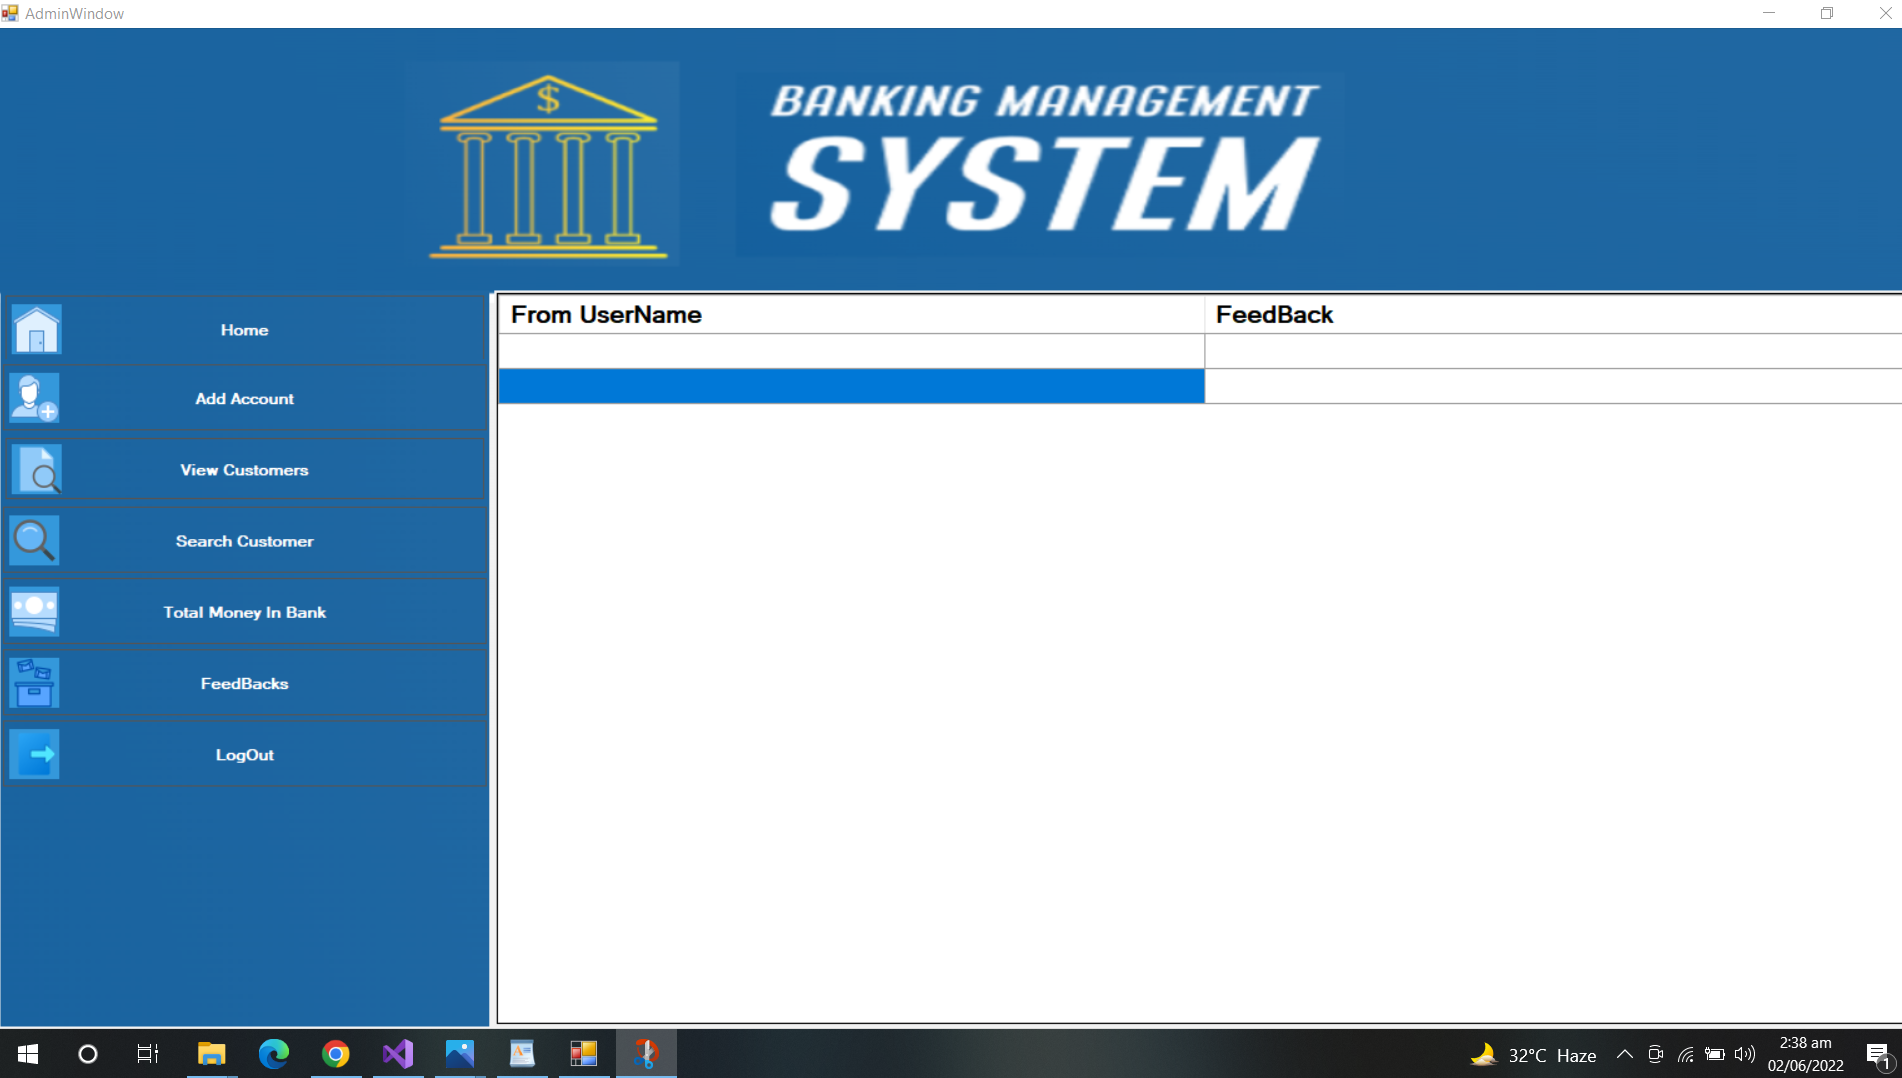 AdminWindow
$
BANKING MANAGEMENT
SYSTEM
Home
Add Account
View Customers
Search Customer
Total Money In Bank
FeedBacks
LogOut
From UserName
FeedBack
32°C Haze
2:38 am
02/06/2022
1